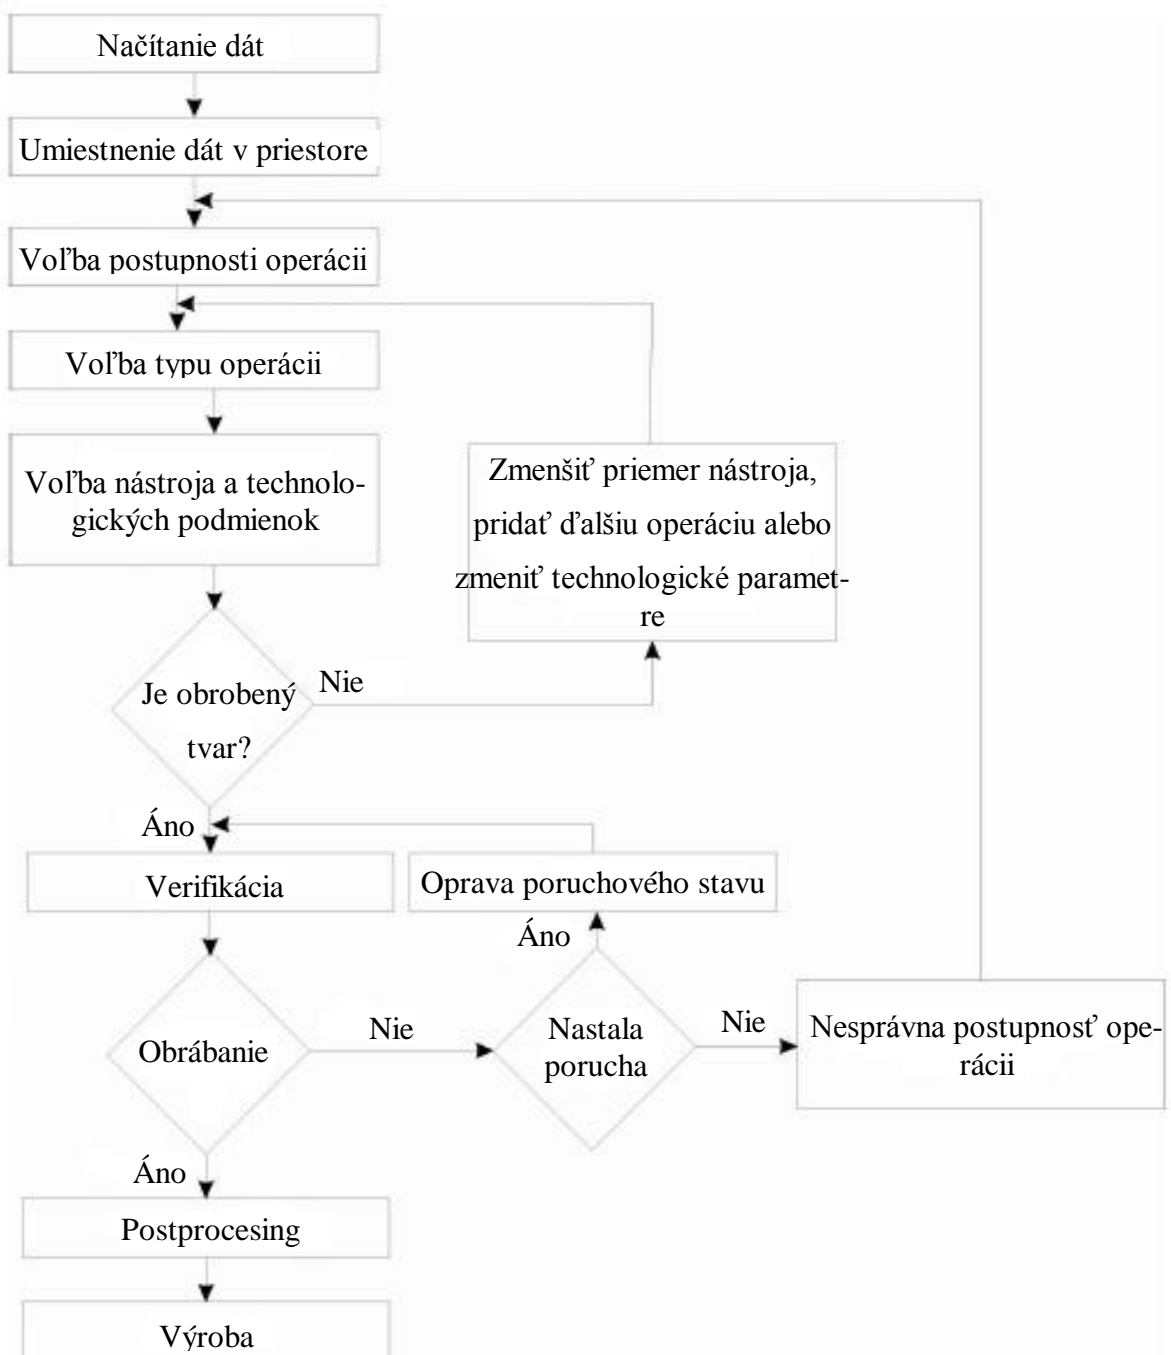 Načítanie dát
Umiestnenie dát v priestore
Voľba postupnosti operácii
Voľba typu operácii
Voľba nástroja a technolo-
gických podmienok
Zmenšiť priemer nástroja,
pridať ďalšiu operáciu alebo
zmeniť technologické paramet-
re
Je obrobený
tvar?
Nie
Áno
Verifikácia
Oprava poruchového stavu
Áno
Obrábanie
Nie
Nastala
porucha
Nie
Nesprávna postupnosť ope-
rácii
Áno
Postprocesing
Výroba